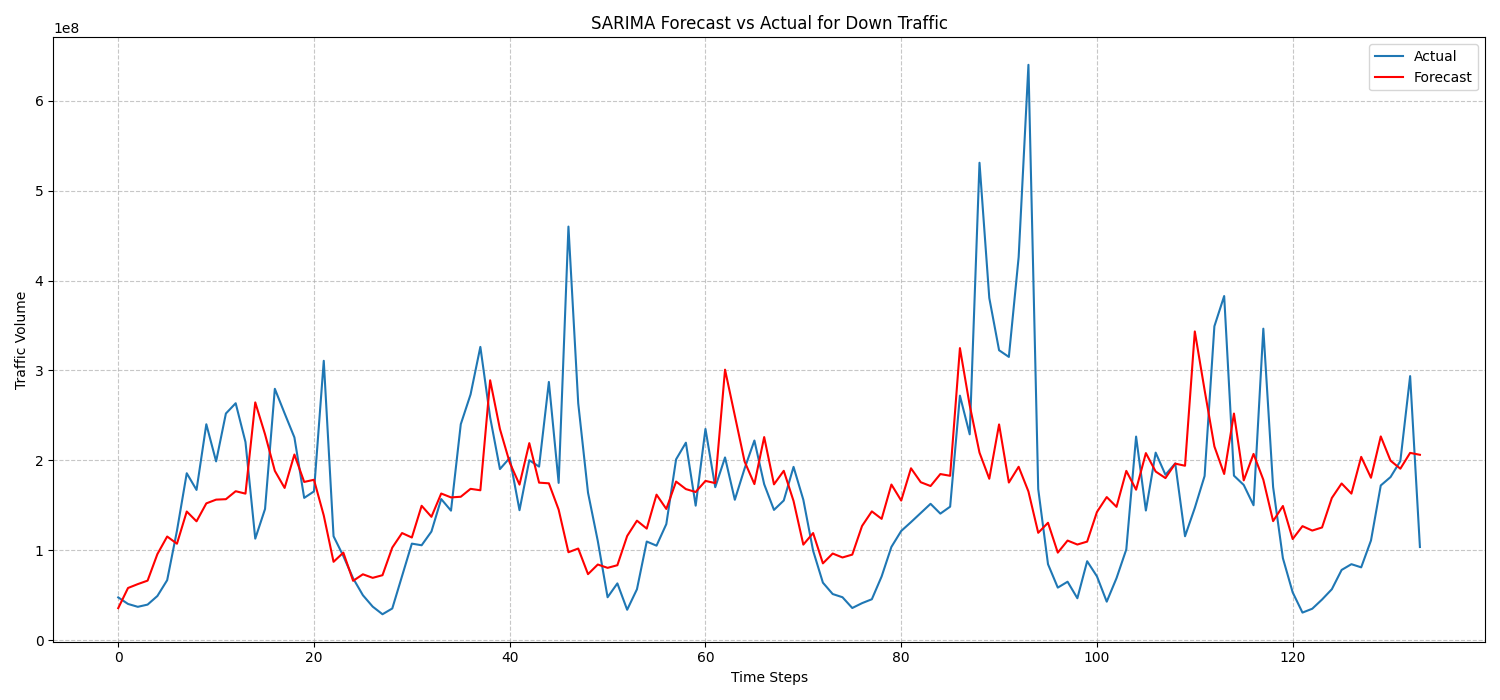 SARIMA Forecast vs Actual for Down Traffic
1e8
Actual
Forecast
6
5
4
3
2
1
0
Traffic Volume
0 20 40 60 80 100 120
Time Steps